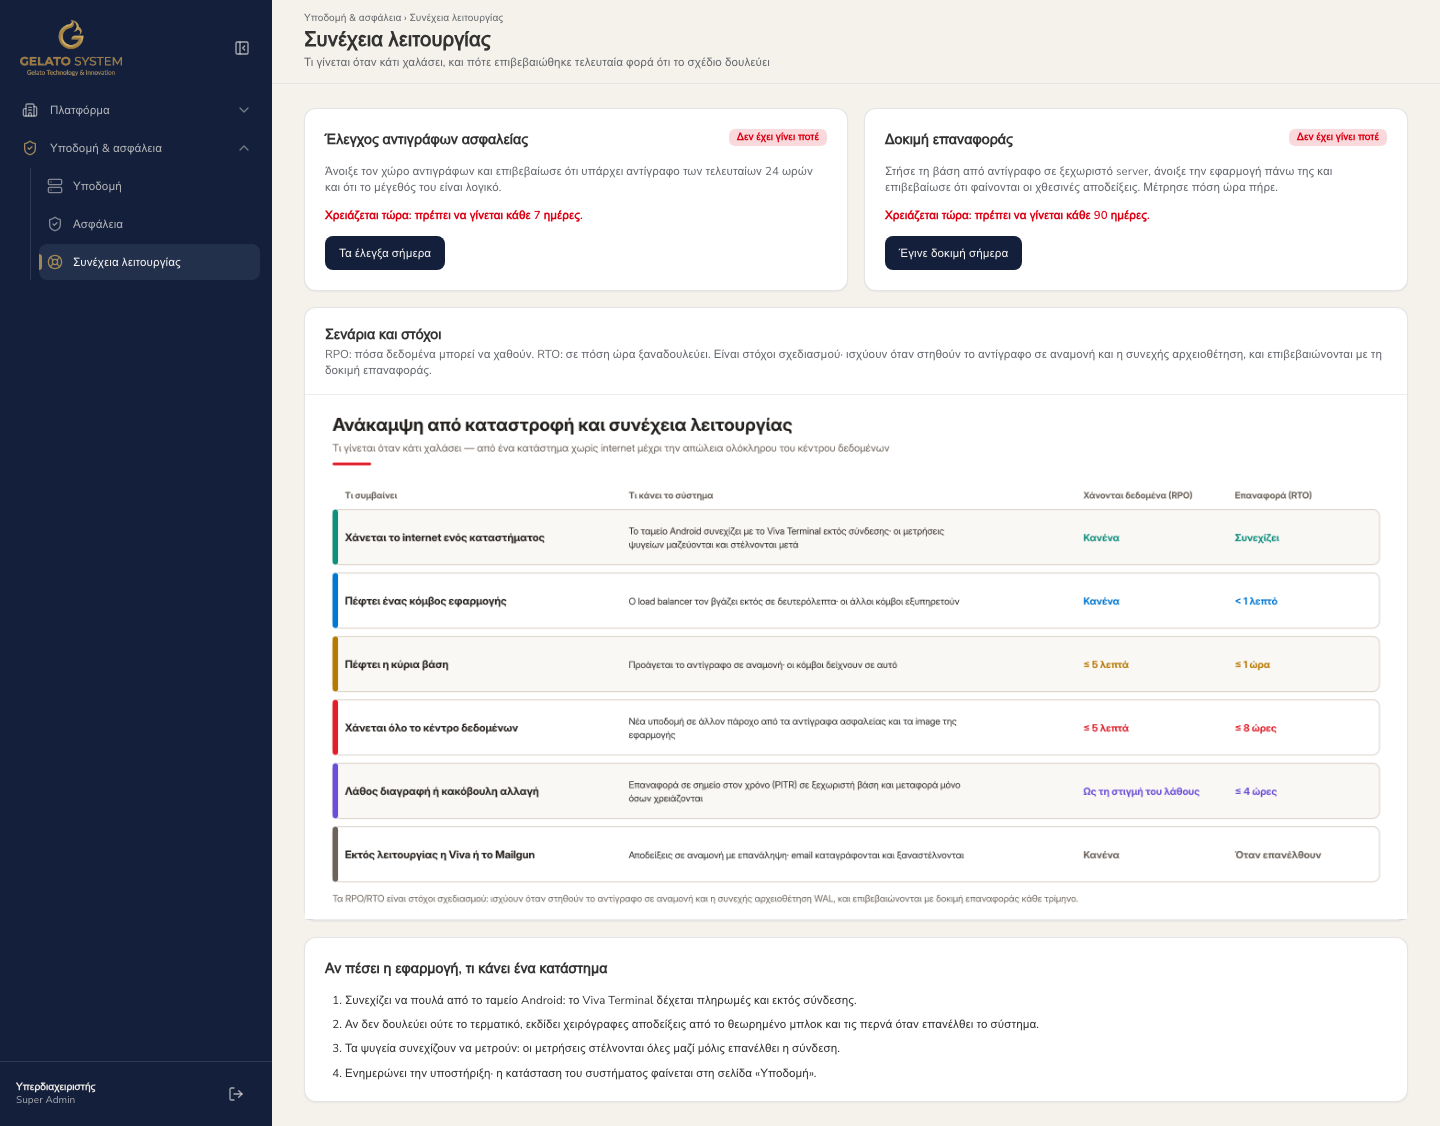 GELATO SYSTEM
Gelato Technology & Innovation
Πλατφόρμα
Υποδομή & ασφάλεια
Υποδομή
Ασφάλεια
Συνέχεια λειτουργίας
Υπερδιαχειριστής
Super Admin
Υποδομή & ασφάλεια › Συνέχεια λειτουργίας
Συνέχεια λειτουργίας
Τι γίνεται όταν κάτι χαλάσει, και πότε επιβεβαιώθηκε τελευταία φορά ότι το σχέδιο δουλεύει
Έλεγχος αντιγράφων ασφαλείας
Δεν έχει γίνει ποτέ
Άνοιξε τον χώρο αντιγράφων και επιβεβαίωσε ότι υπάρχει αντίγραφο των τελευταίων 24 ωρών
και ότι το μέγεθός του είναι λογικό.
Χρειάζεται τώρα: πρέπει να γίνεται κάθε 7 ημέρες.
Τα έλεγξα σήμερα
Δοκιμή επαναφοράς
Δεν έχει γίνει ποτέ
Στήσε τη βάση από αντίγραφο σε ξεχωριστό server, άνοιξε την εφαρμογή πάνω της και
επιβεβαίωσε ότι φαίνονται οι χθεσινές αποδείξεις. Μέτρησε πόση ώρα πήρε.
Χρειάζεται τώρα: πρέπει να γίνεται κάθε 90 ημέρες.
Έγινε δοκιμή σήμερα
Σενάρια και στόχοι
RPO: πόσα δεδομένα μπορεί να χαθούν. RTO: σε πόση ώρα ξαναδουλεύει. Είναι στόχοι σχεδιασμού· ισχύουν όταν στηθούν το αντίγραφο σε αναμονή και η συνεχής αρχειοθέτηση, και επιβεβαιώνονται με τη
δοκιμή επαναφοράς.
Ανάκαμψη από καταστροφή και συνέχεια λειτουργίας
Τι γίνεται όταν κάτι χαλάσει — από ένα κατάστημα χωρίς internet μέχρι την απώλεια ολόκληρου του κέντρου δεδομένων
Τι συμβαίνει
Τι κάνει το σύστημα
Χάνονται δεδομένα (RPO)
Επαναφορά (RTO)
Χάνεται το internet ενός καταστήματος
Το ταμείο Android συνεχίζει με το Viva Terminal εκτός σύνδεσης· οι μετρήσεις
ψυγείων μαζεύονται και στέλνονται μετά
Κανένα
Συνεχίζει
Πέφτει ένας κόμβος εφαρμογής
Ο load balancer τον βγάζει εκτός σε δευτερόλεπτα· οι άλλοι κόμβοι εξυπηρετούν
Κανένα
< 1 λεπτό
Πέφτει η κύρια βάση
Προάγεται το αντίγραφο σε αναμονή· οι κόμβοι δείχνουν σε αυτό
≤ 5 λεπτά
≤ 1 ώρα
Χάνεται όλο το κέντρο δεδομένων
Νέα υποδομή σε άλλον πάροχο από τα αντίγραφα ασφαλείας και τα image της
εφαρμογής
≤ 5 λεπτά
≤ 8 ώρες
Λάθος διαγραφή ή κακόβουλη αλλαγή
Επαναφορά σε σημείο στον χρόνο (PITR) σε ξεχωριστή βάση και μεταφορά μόνο
όσων χρειάζονται
Ως τη στιγμή του λάθους
≤ 4 ώρες
Εκτός λειτουργίας η Viva ή το Mailgun
Αποδείξεις σε αναμονή με επανάληψη· email καταγράφονται και ξαναστέλνονται
Κανένα
Όταν επανέλθουν
Τα RPO/RTO είναι στόχοι σχεδιασμού: ισχύουν όταν στηθούν το αντίγραφο σε αναμονή και η συνεχής αρχειοθέτηση WAL, και επιβεβαιώνονται με δοκιμή επαναφοράς κάθε τρίμηνο.
Αν πέσει η εφαρμογή, τι κάνει ένα κατάστημα
1. Συνεχίζει να πουλά από το ταμείο Android: το Viva Terminal δέχεται πληρωμές και εκτός σύνδεσης.
2. Αν δεν δουλεύει ούτε το τερματικό, εκδίδει χειρόγραφες αποδείξεις από το θεωρημένο μπλοκ και τις περνά όταν επανέλθει το σύστημα.
3. Τα ψυγεία συνεχίζουν να μετρούν: οι μετρήσεις στέλνονται όλες μαζί μόλις επανέλθει η σύνδεση.
4. Ενημερώνει την υποστήριξη· η κατάσταση του συστήματος φαίνεται στη σελίδα «Υποδομή».